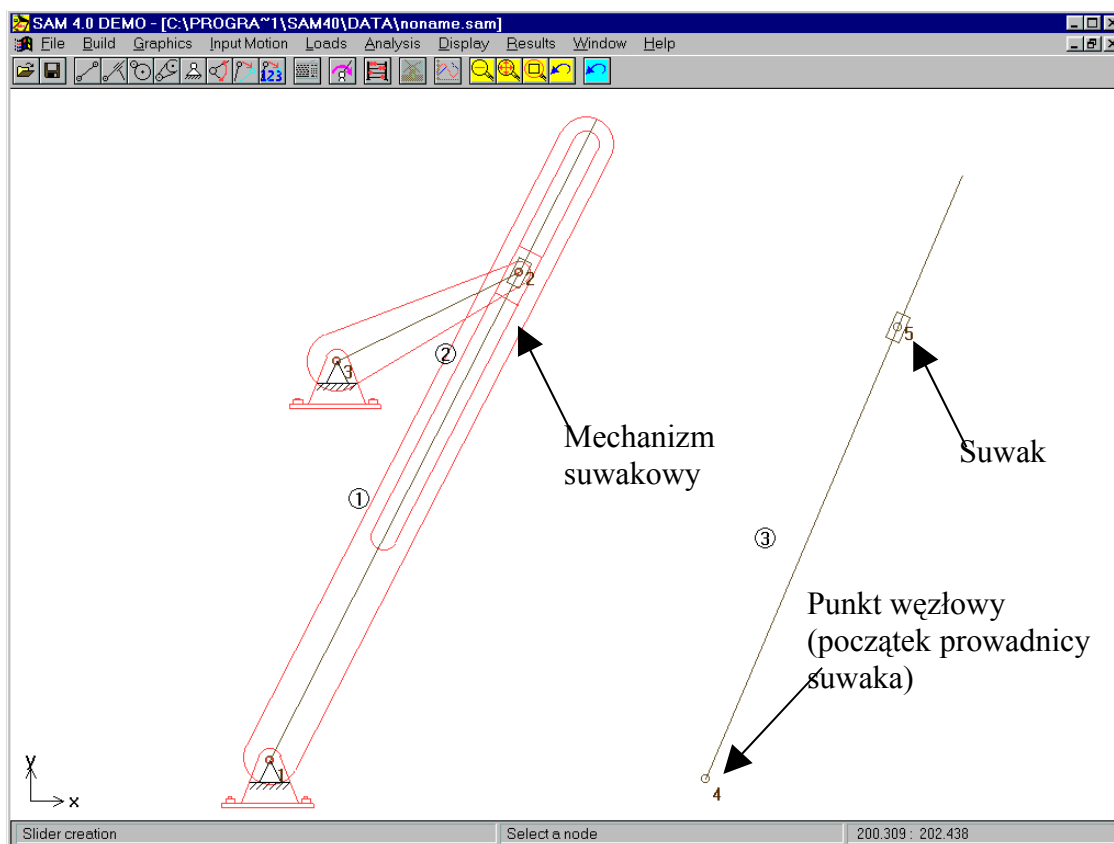 SAM 4.0 DEMO - [C:\PROGRA~1\SAM40\DATA\noname.sam]
File Build Graphics Input Motion Loads Analysis Display Results Window Help
123
2
5
②
3
Mechanizm
suwakowy
Suwak
①
③
Punkt węzłowy
(początek prowadnicy
suwaka)
1
4
y
x
Slider creation Select a node 200.309 : 202.438